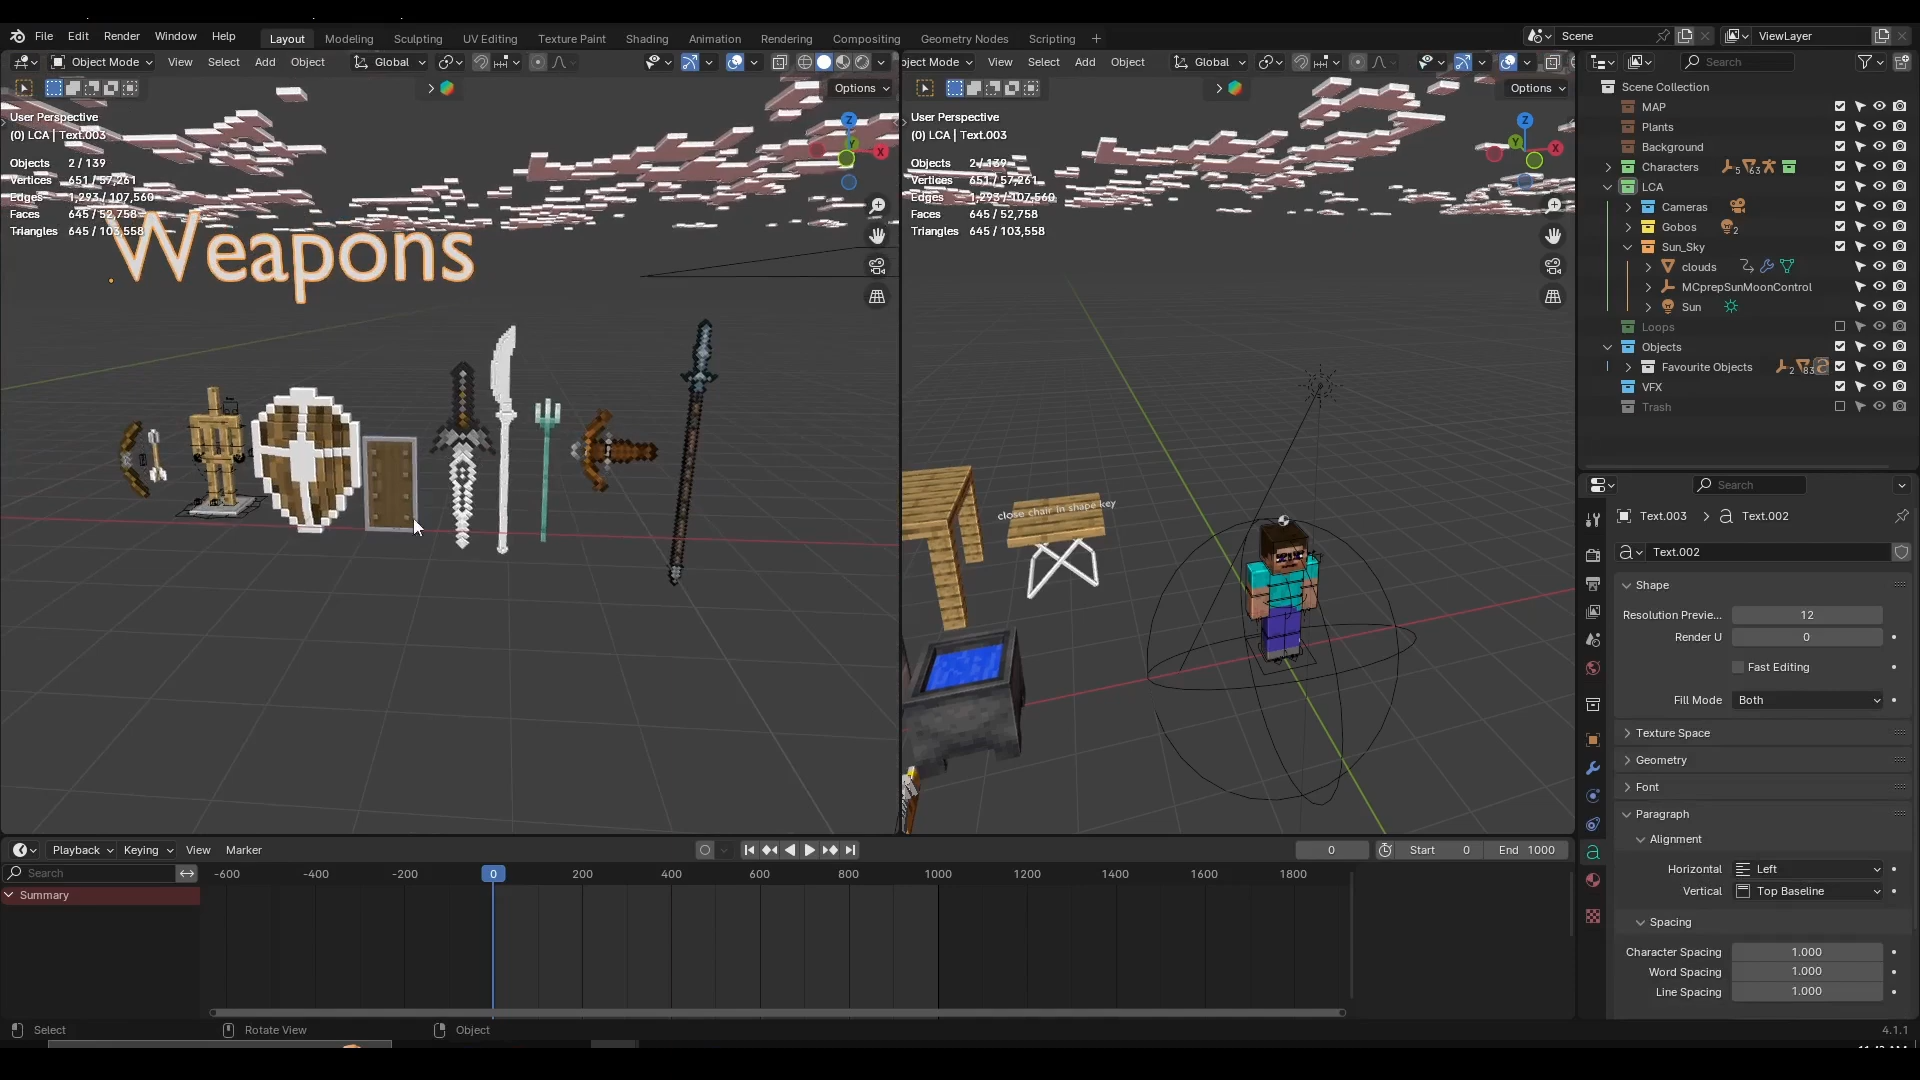 File Edit Render Window Help Layout Modeling Sculpting UV Editing Texture Paint Shading Animation Rendering Compositing Geometry Nodes Scripting + Scene ViewLayer
Object Mode View Select Add Object Global
ject Mode View Select Add Object Global
Search
Options
Options
User Perspective
(0) LCA | Text.003
Objects 2 / 139
Vertices 651 / 57,261
Edges 1,293 / 107,560
Faces 645 / 52,758
Triangles 645 / 103,558
Z
Y
X
Weapons
User Perspective
(0) LCA | Text.003
Objects 2 / 139
Vertices 651 / 57,261
Edges 1,293 / 107,560
Faces 645 / 52,758
Triangles 645 / 103,558
Z
Y
X
close chair in shape key
Scene Collection
MAP
Plants
Background
Characters 5 63
LCA
Cameras
Gobos 2
Sun_Sky
clouds
MCprepSunMoonControl
Sun
Loops
Objects
Favourite Objects 2 83
VFX
Trash
Search
Text.003 Text.002
Text.002
Shape
Resolution Previe... 12
Render U 0
Fast Editing
Fill Mode Both
Texture Space
Geometry
Font
Paragraph
Alignment
Horizontal Left
Vertical Top Baseline
Spacing
Character Spacing 1.000
Word Spacing 1.000
Line Spacing 1.000
Playback Keying View Marker 0 Start 0 End 1000
Search -600 -400 -200 0 200 400 600 800 1000 1200 1400 1600 1800
Summary
Select Rotate View Object 4.1.1